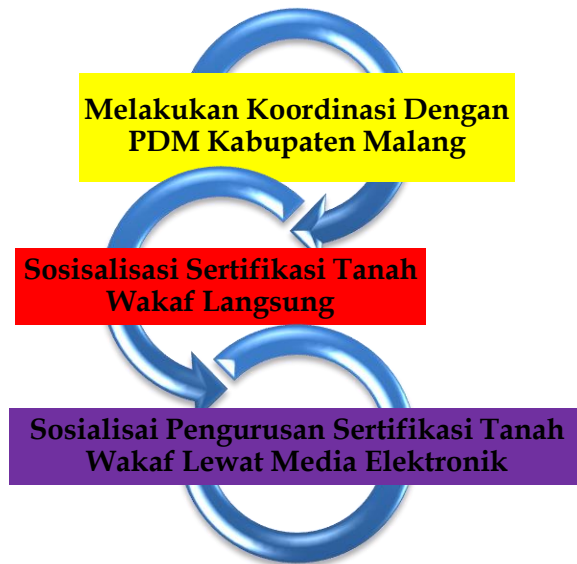 Melakukan Koordinasi Dengan
PDM Kabupaten Malang
Sosisalisasi Sertifikasi Tanah
Wakaf Langsung
Sosialisai Pengurusan Sertifikasi Tanah
Wakaf Lewat Media Elektronik